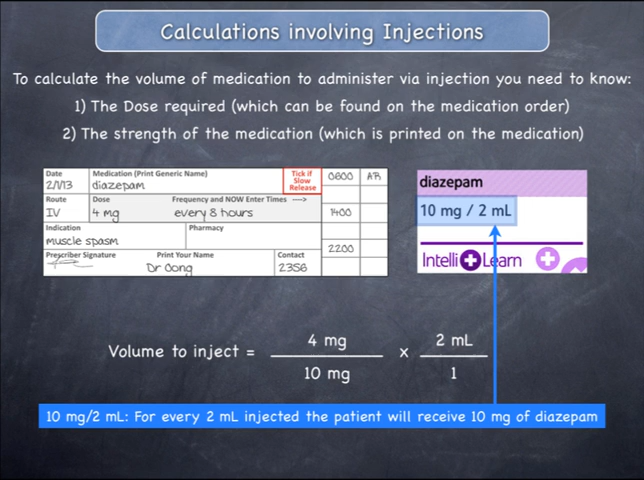 Calculations involving Injections
To calculate the volume of medication to administer via injection you need to know:
1) The Dose required (which can be found on the medication order)
2) The strength of the medication (which is printed on the medication)
Date
2/1/13
Medication (Print Generic Name)
diazepam
Tick if
Slow
Release
0600 AR
Route
IV
Dose
4 mg
Frequency and NOW Enter Times --->
every 8 hours
1400
Indication
muscle spasm
Pharmacy
2200
Prescriber Signature
Print Your Name
Dr Oong
Contact
2356
diazepam
10 mg / 2 mL
Intelli Learn
Volume to inject = 4 mg / 10 mg x 2 mL / 1
10 mg/2 mL: For every 2 mL injected the patient will receive 10 mg of diazepam